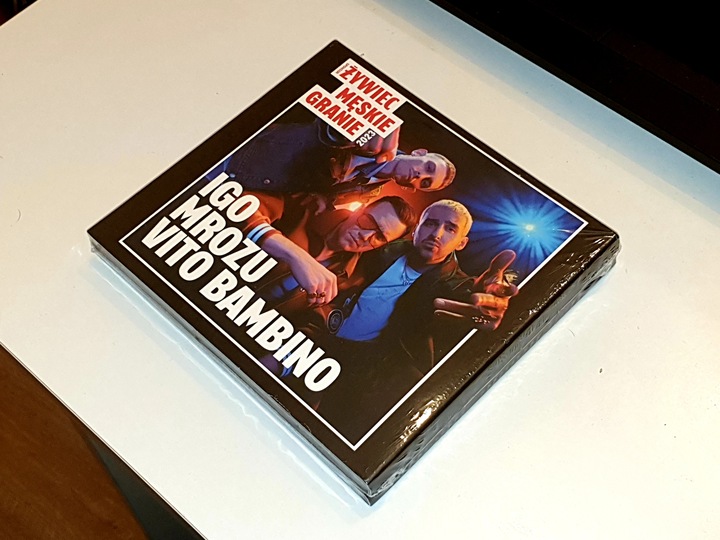 ŻYWIEC
MĘSKIE
GRANIE
2023
IGO
MROZU
VITO BAMBINO